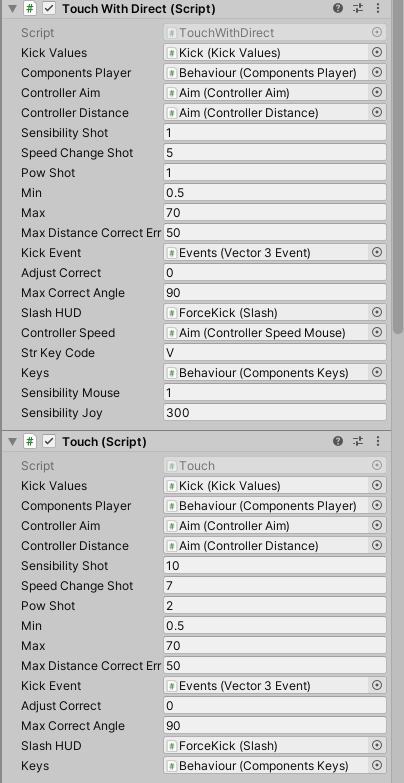 Touch With Direct (Script)
Script TouchWithDirect
Kick Values Kick (Kick Values)
Components Player Behaviour (Components Player)
Controller Aim Aim (Controller Aim)
Controller Distance Aim (Controller Distance)
Sensibility Shot 1
Speed Change Shot 5
Pow Shot 1
Min 0.5
Max 70
Max Distance Correct Err 50
Kick Event Events (Vector 3 Event)
Adjust Correct 0
Max Correct Angle 90
Slash HUD ForceKick (Slash)
Controller Speed Aim (Controller Speed Mouse)
Str Key Code V
Keys Behaviour (Components Keys)
Sensibility Mouse 1
Sensibility Joy 300
Touch (Script)
Script Touch
Kick Values Kick (Kick Values)
Components Player Behaviour (Components Player)
Controller Aim Aim (Controller Aim)
Controller Distance Aim (Controller Distance)
Sensibility Shot 10
Speed Change Shot 7
Pow Shot 2
Min 0.5
Max 70
Max Distance Correct Err 50
Kick Event Events (Vector 3 Event)
Adjust Correct 0
Max Correct Angle 90
Slash HUD ForceKick (Slash)
Keys Behaviour (Components Keys)